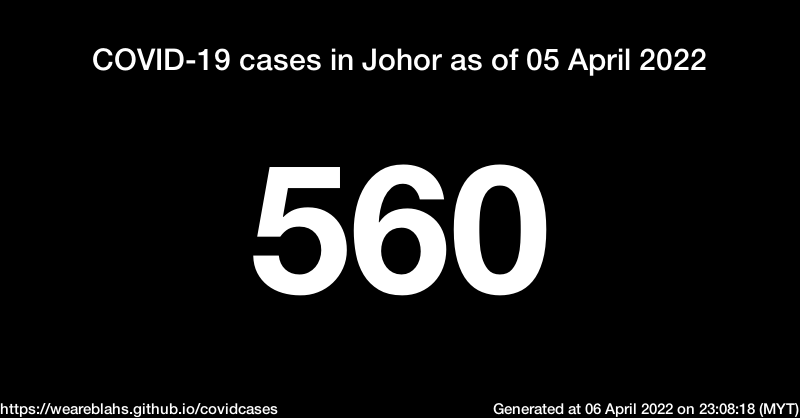 COVID-19 cases in Johor as of 05 April 2022
560
https://weareblahs.github.io/covidcases
Generated at 06 April 2022 on 23:08:18 (MYT)